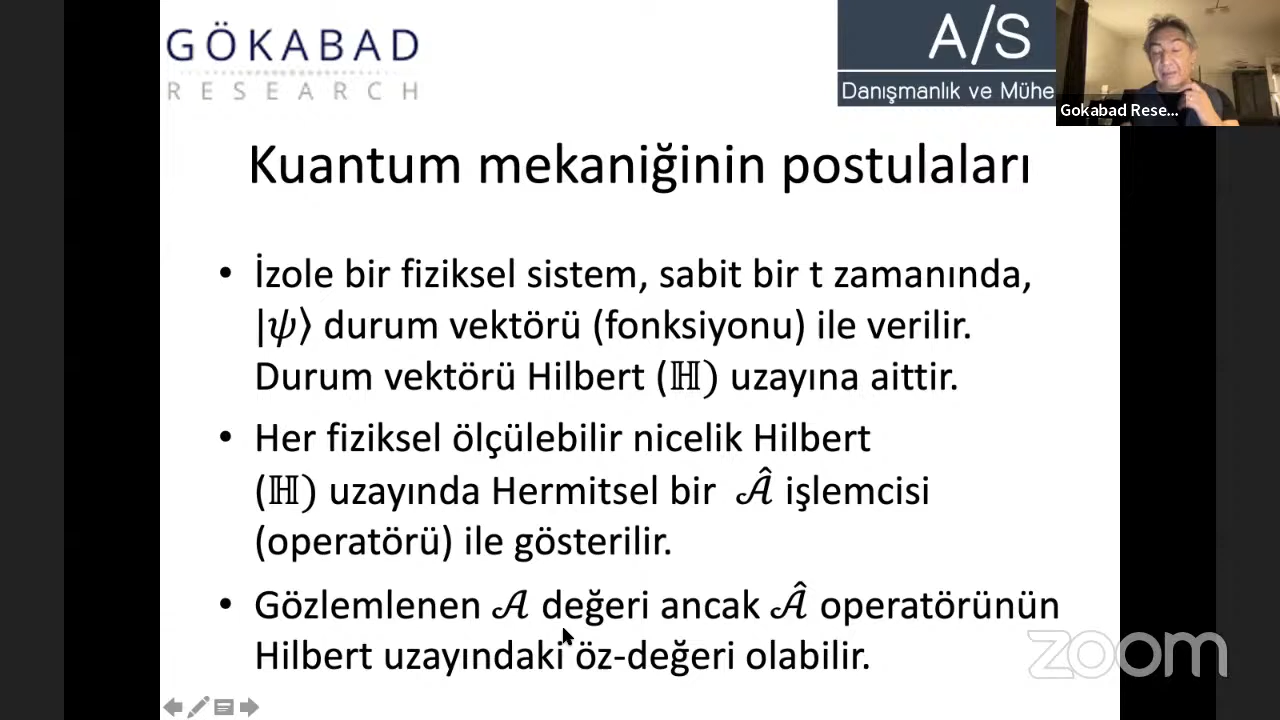 GÖKABAD
RESEARCH
A/S
Danışmanlık ve Mühe
Gokabad Rese...
Kuantum mekaniğinin postulaları
• İzole bir fiziksel sistem, sabit bir t zamanında,
|ψ⟩ durum vektörü (fonksiyonu) ile verilir.
Durum vektörü Hilbert (ℍ) uzayına aittir.
• Her fiziksel ölçülebilir nicelik Hilbert
(ℍ) uzayında Hermitsel bir 𝒜̂ işlemcisi
(operatörü) ile gösterilir.
• Gözlemlenen 𝒜 değeri ancak 𝒜̂ operatörünün
Hilbert uzayındaki öz-değeri olabilir.
zoom